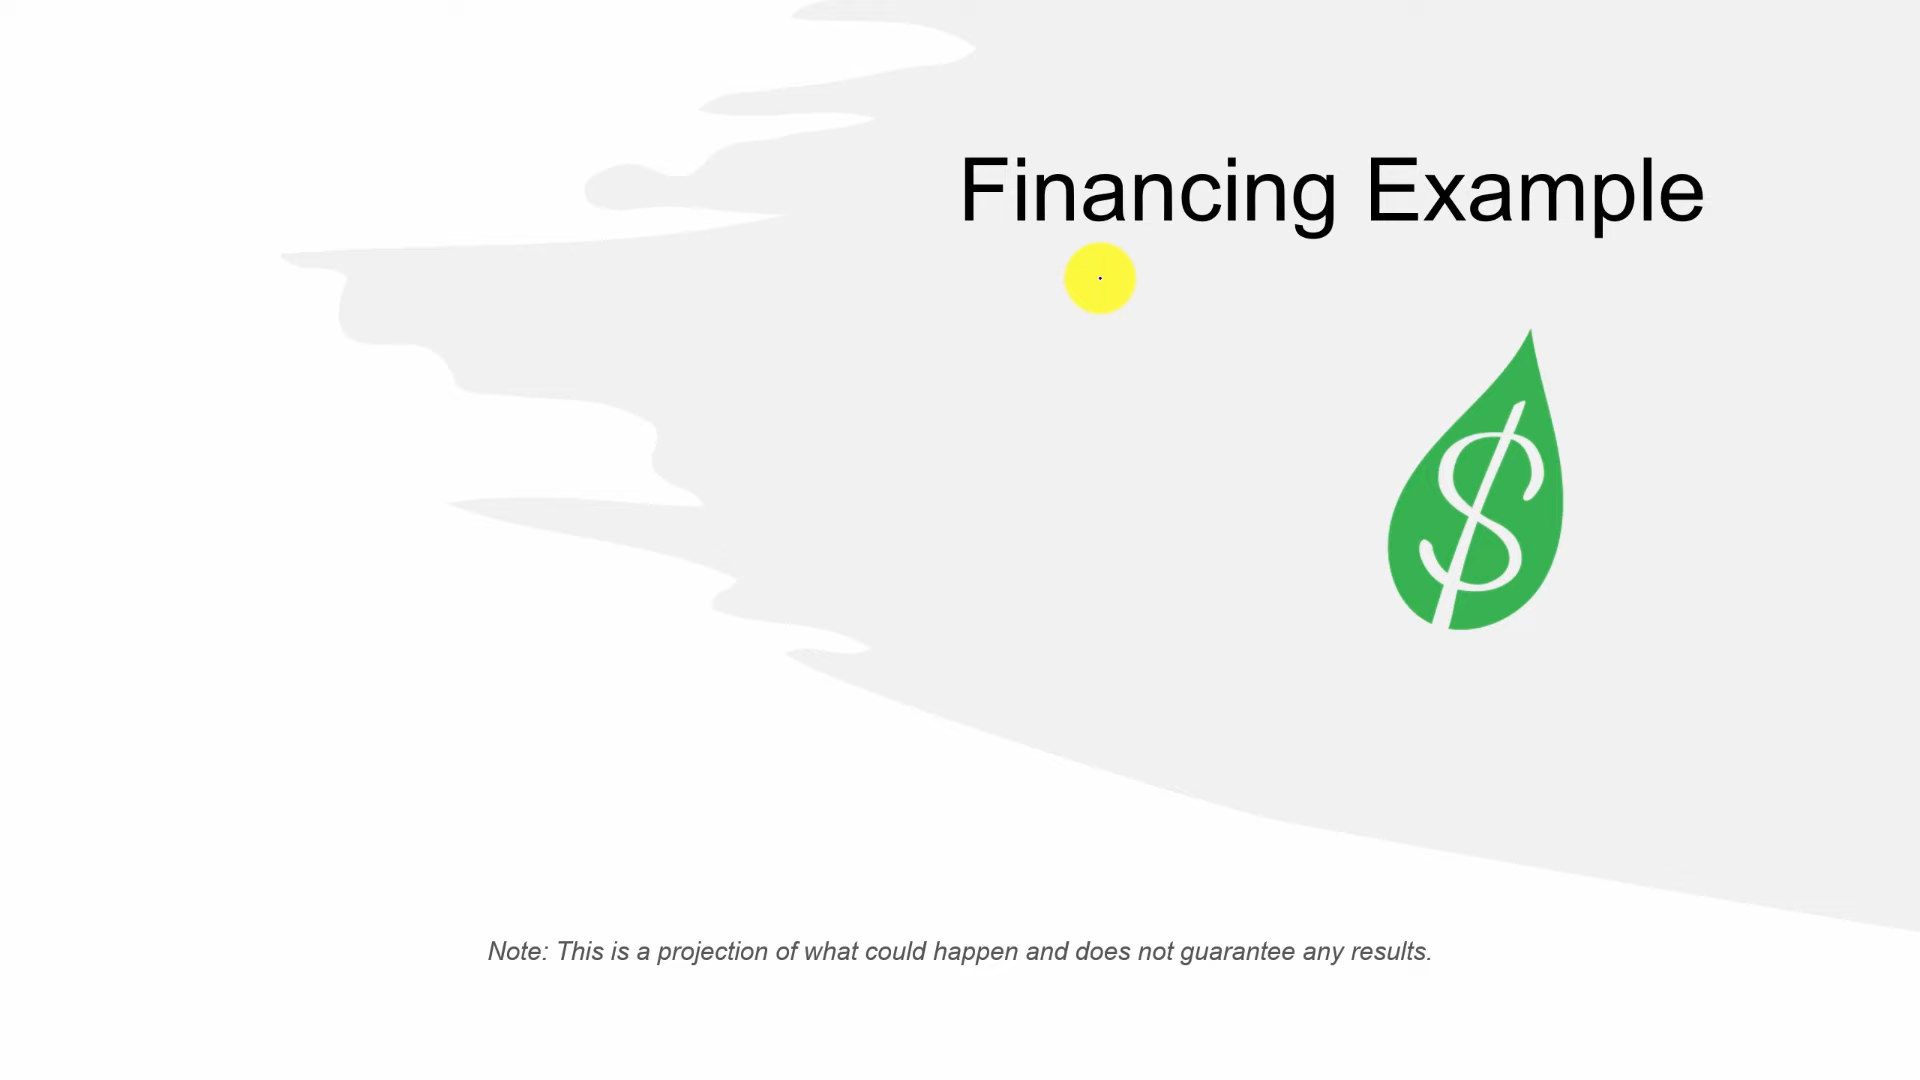 Financing Example
$
Note: This is a projection of what could happen and does not guarantee any results.